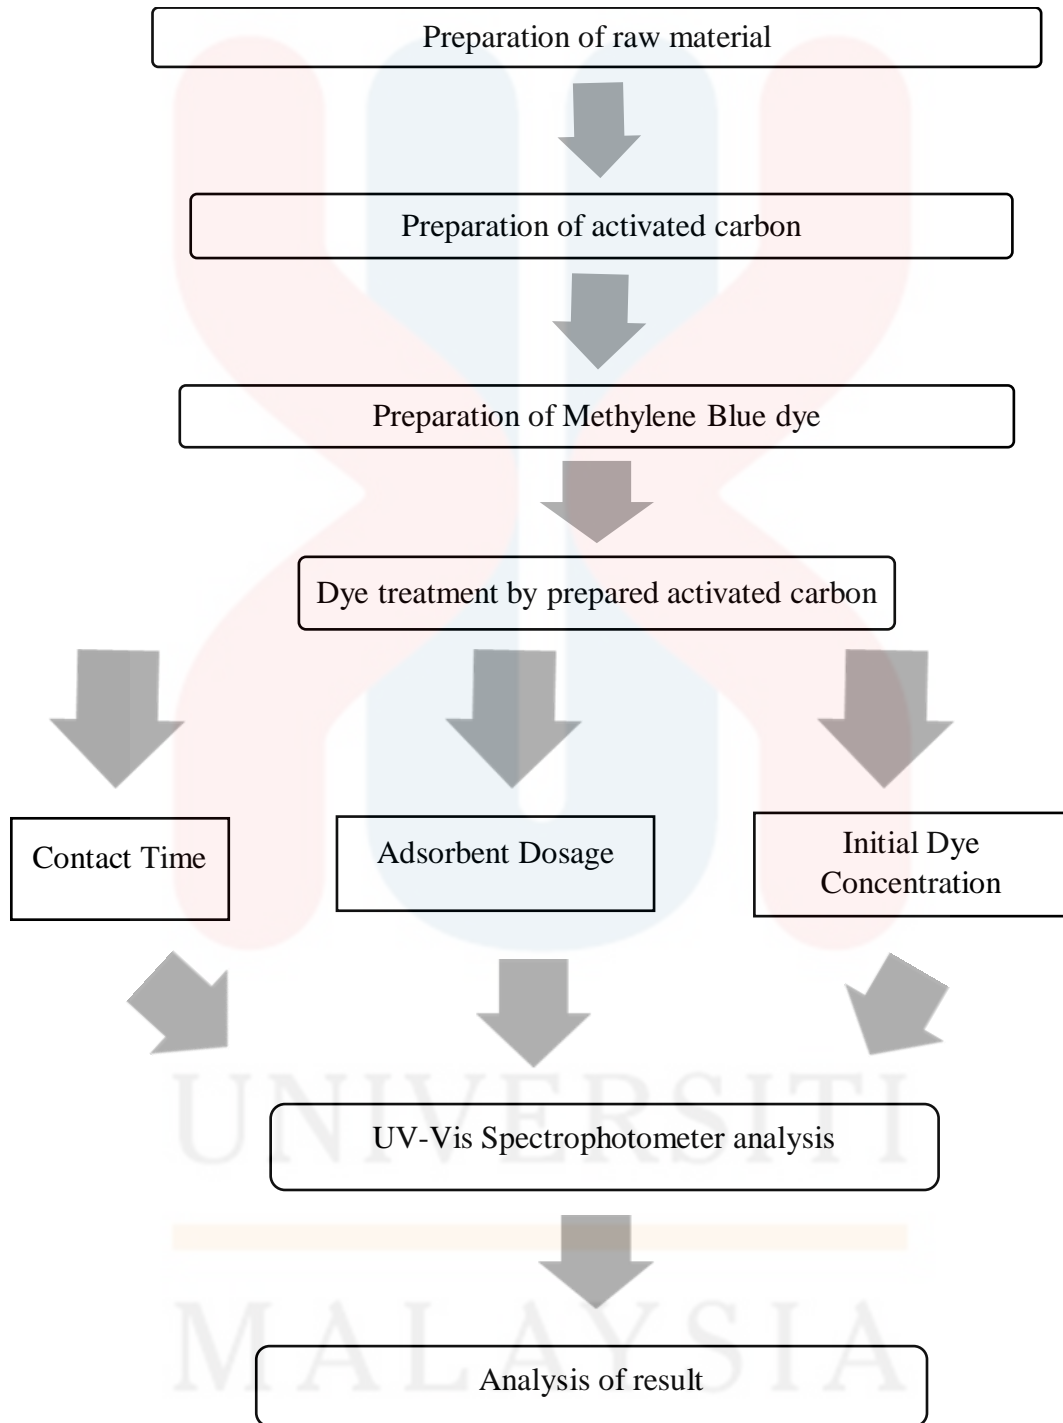 Preparation of raw material
Preparation of activated carbon
Preparation of Methylene Blue dye
Dye treatment by prepared activated carbon
Contact Time
Adsorbent Dosage
Initial Dye
Concentration
UNIVERSITI
UV-Vis Spectrophotometer analysis
MALAYSIA
Analysis of result